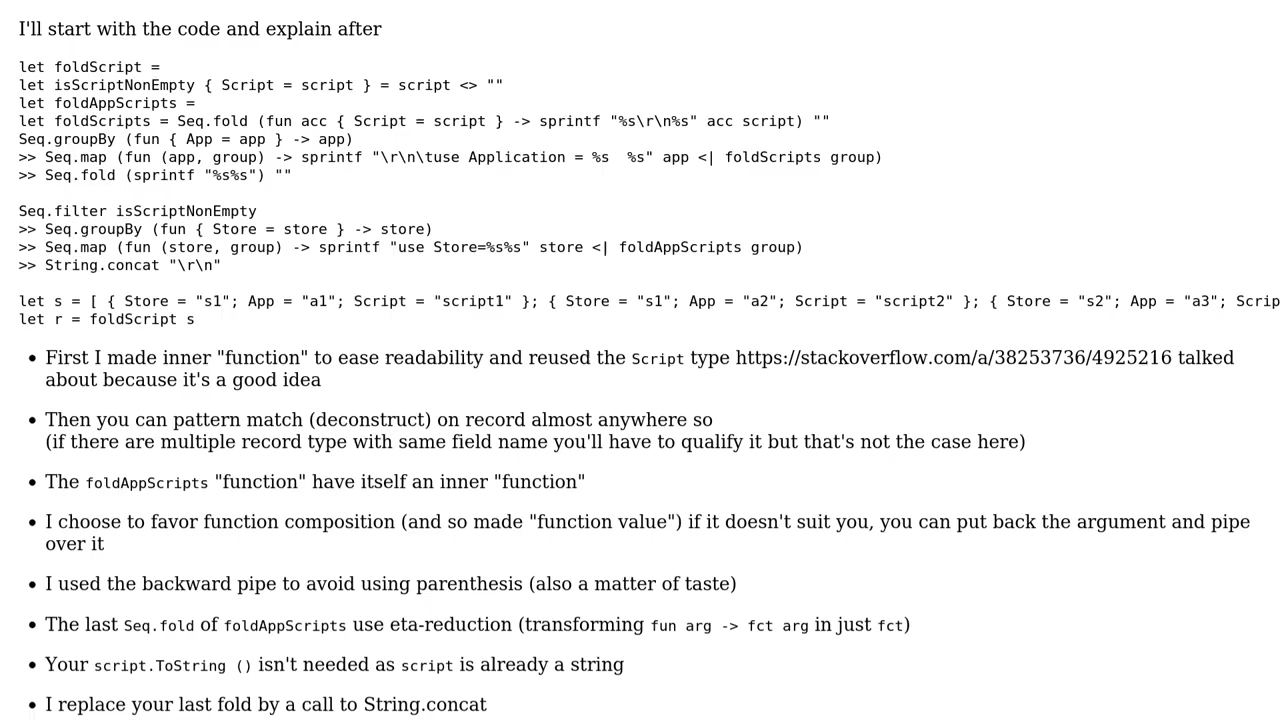 I'll start with the code and explain after
let foldScript =
let isScriptNonEmpty { Script = script } = script <> ""
let foldAppScripts =
let foldScripts = Seq.fold (fun acc { Script = script } -> sprintf "%s\r\n%s" acc script) ""
Seq.groupBy (fun { App = app } -> app)
>> Seq.map (fun (app, group) -> sprintf "\r\n\tuse Application = %s  %s" app <| foldScripts group)
>> Seq.fold (sprintf "%s%s") ""
Seq.filter isScriptNonEmpty
>> Seq.groupBy (fun { Store = store } -> store)
>> Seq.map (fun (store, group) -> sprintf "use Store=%s%s" store <| foldAppScripts group)
>> String.concat "\r\n"
let s = [ { Store = "s1"; App = "a1"; Script = "script1" }; { Store = "s1"; App = "a2"; Script = "script2" }; { Store = "s2"; App = "a3"; Scrip
let r = foldScript s
• First I made inner "function" to ease readability and reused the Script type https://stackoverflow.com/a/38253736/4925216 talked
about because it's a good idea
• Then you can pattern match (deconstruct) on record almost anywhere so
(if there are multiple record type with same field name you'll have to qualify it but that's not the case here)
• The foldAppScripts "function" have itself an inner "function"
• I choose to favor function composition (and so made "function value") if it doesn't suit you, you can put back the argument and pipe
over it
• I used the backward pipe to avoid using parenthesis (also a matter of taste)
• The last Seq.fold of foldAppScripts use eta-reduction (transforming fun arg -> fct arg in just fct)
• Your script.ToString () isn't needed as script is already a string
• I replace your last fold by a call to String.concat